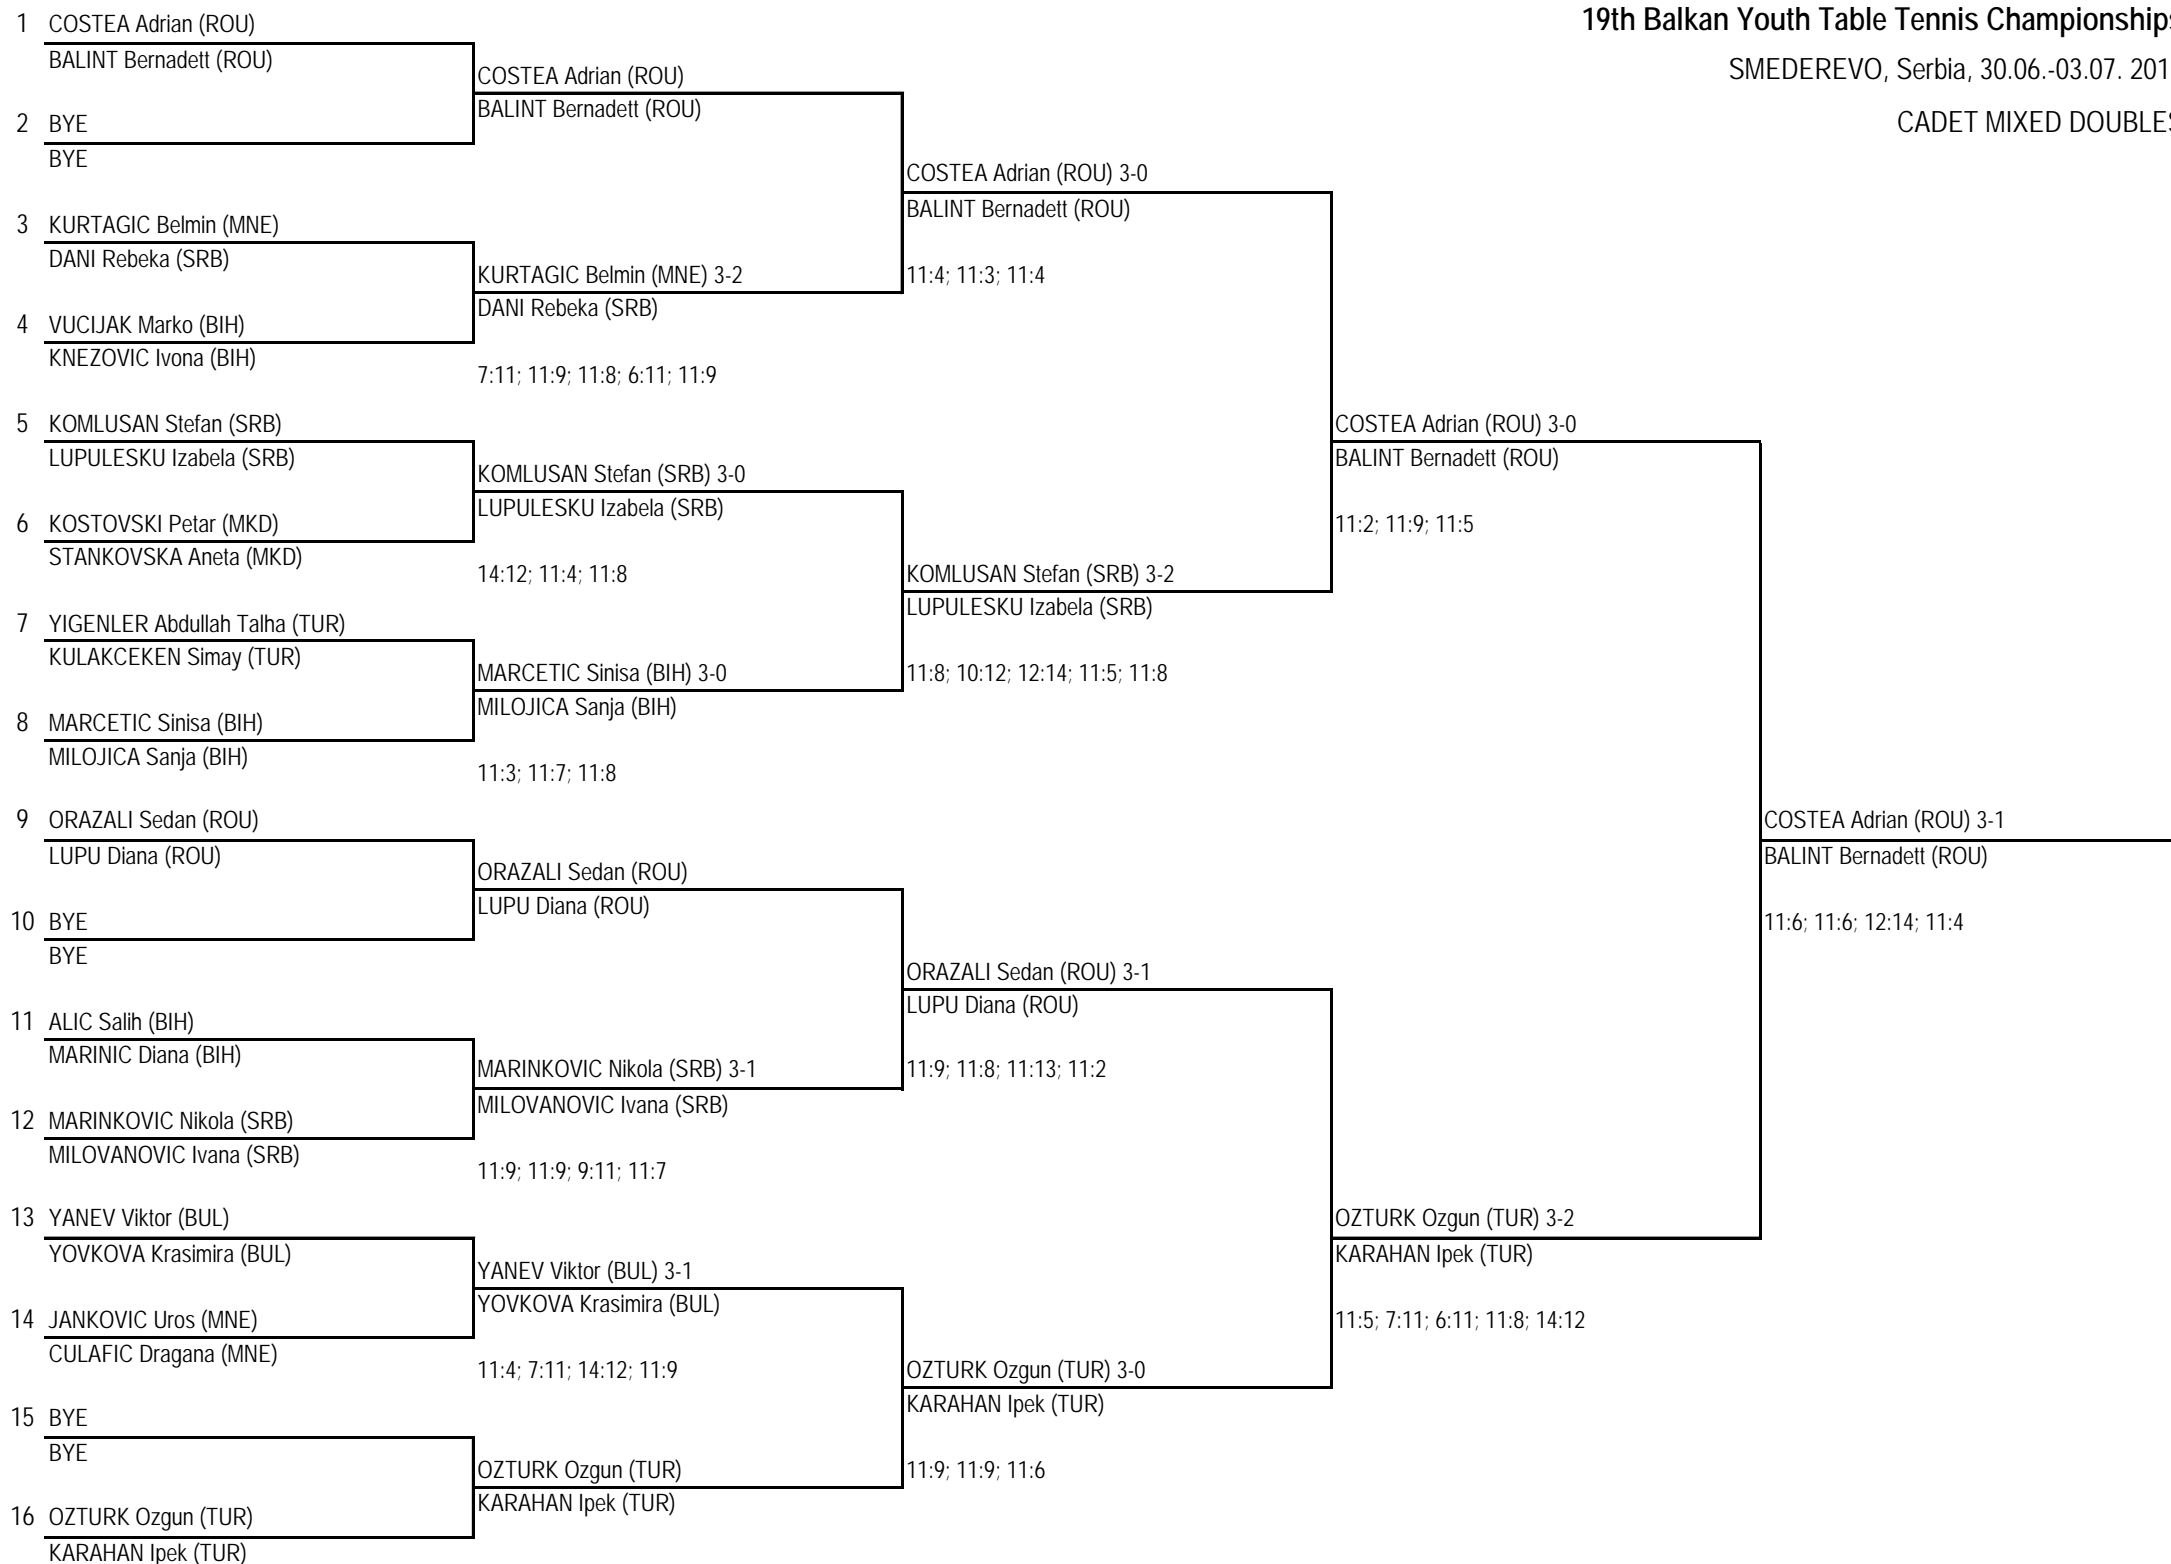 19th Balkan Youth Table Tennis Championships
SMEDEREVO, Serbia, 30.06.-03.07. 201
CADET MIXED DOUBLES
1 COSTEA Adrian (ROU)
BALINT Bernadett (ROU)
2 BYE
BYE
3 KURTAGIC Belmin (MNE)
DANI Rebeka (SRB)
4 VUCIJAK Marko (BIH)
KNEZOVIC Ivona (BIH)
5 KOMLUSAN Stefan (SRB)
LUPULESKU Izabela (SRB)
6 KOSTOVSKI Petar (MKD)
STANKOVSKA Aneta (MKD)
7 YIGENLER Abdullah Talha (TUR)
KULAKCEKEN Simay (TUR)
8 MARCETIC Sinisa (BIH)
MILOJICA Sanja (BIH)
9 ORAZALI Sedan (ROU)
LUPU Diana (ROU)
10 BYE
BYE
11 ALIC Salih (BIH)
MARINIC Diana (BIH)
12 MARINKOVIC Nikola (SRB)
MILOVANOVIC Ivana (SRB)
13 YANEV Viktor (BUL)
YOVKOVA Krasimira (BUL)
14 JANKOVIC Uros (MNE)
CULAFIC Dragana (MNE)
15 BYE
BYE
16 OZTURK Ozgun (TUR)
KARAHAN Ipek (TUR)
COSTEA Adrian (ROU)
BALINT Bernadett (ROU)
KURTAGIC Belmin (MNE) 3-2
DANI Rebeka (SRB)
7:11; 11:9; 11:8; 6:11; 11:9
KOMLUSAN Stefan (SRB) 3-0
LUPULESKU Izabela (SRB)
14:12; 11:4; 11:8
MARCETIC Sinisa (BIH) 3-0
MILOJICA Sanja (BIH)
11:3; 11:7; 11:8
ORAZALI Sedan (ROU)
LUPU Diana (ROU)
MARINKOVIC Nikola (SRB) 3-1
MILOVANOVIC Ivana (SRB)
11:9; 11:9; 9:11; 11:7
YANEV Viktor (BUL) 3-1
YOVKOVA Krasimira (BUL)
11:4; 7:11; 14:12; 11:9
OZTURK Ozgun (TUR)
KARAHAN Ipek (TUR)
COSTEA Adrian (ROU) 3-0
BALINT Bernadett (ROU)
11:4; 11:3; 11:4
KOMLUSAN Stefan (SRB) 3-2
LUPULESKU Izabela (SRB)
11:8; 10:12; 12:14; 11:5; 11:8
ORAZALI Sedan (ROU) 3-1
LUPU Diana (ROU)
11:9; 11:8; 11:13; 11:2
OZTURK Ozgun (TUR) 3-0
KARAHAN Ipek (TUR)
11:9; 11:9; 11:6
COSTEA Adrian (ROU) 3-0
BALINT Bernadett (ROU)
11:2; 11:9; 11:5
OZTURK Ozgun (TUR) 3-2
KARAHAN Ipek (TUR)
11:5; 7:11; 6:11; 11:8; 14:12
COSTEA Adrian (ROU) 3-1
BALINT Bernadett (ROU)
11:6; 11:6; 12:14; 11:4